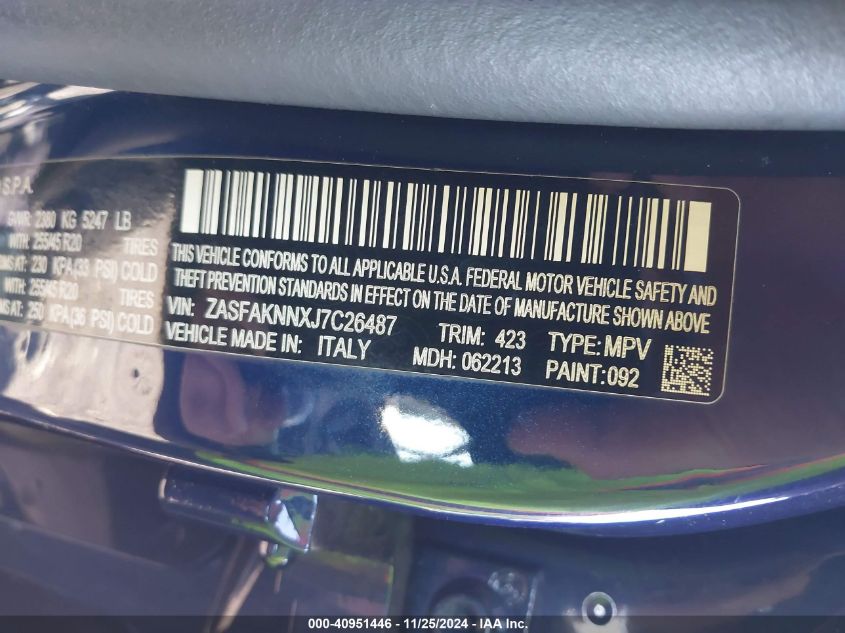 S.P.A.
GVWR: 2380 KG 5247 LB
WITH: 255/45 R20 TIRES
AT: 230 KPA (33 PSI) COLD
WITH: 255/45 R20 TIRES
AT: 250 KPA (36 PSI) COLD
THIS VEHICLE CONFORMS TO ALL APPLICABLE U.S.A. FEDERAL MOTOR VEHICLE SAFETY AND
THEFT PREVENTION STANDARDS IN EFFECT ON THE DATE OF MANUFACTURE SHOWN ABOVE
VIN: ZASFAKNNXJ7C26487 TRIM: 423 TYPE: MPV
VEHICLE MADE IN: ITALY MDH: 062213 PAINT:092
000-40951446 - 11/25/2024 - IAA Inc.